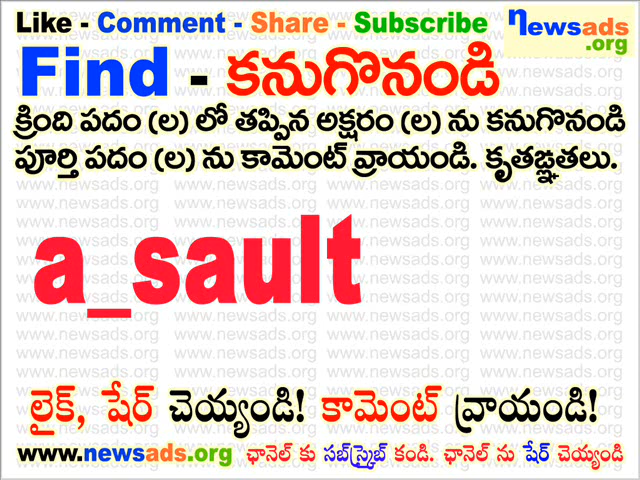 Like - Comment - Share - Subscribe
newsads
.org
Find - కనుగొనండి
క్రింది పదం (ల) లో తప్పిన అక్షరం (ల) ను కనుగొనండి
పూర్తి పదం (ల) ను కామెంట్ వ్రాయండి. కృతఙ్ఞతలు.
a_sault
లైక్, షేర్ చెయ్యండి! కామెంట్ వ్రాయండి!
www.newsads.org ఛానెల్ కు సబ్‌స్క్రైబ్ కండి. ఛానెల్ ను షేర్ చెయ్యండి